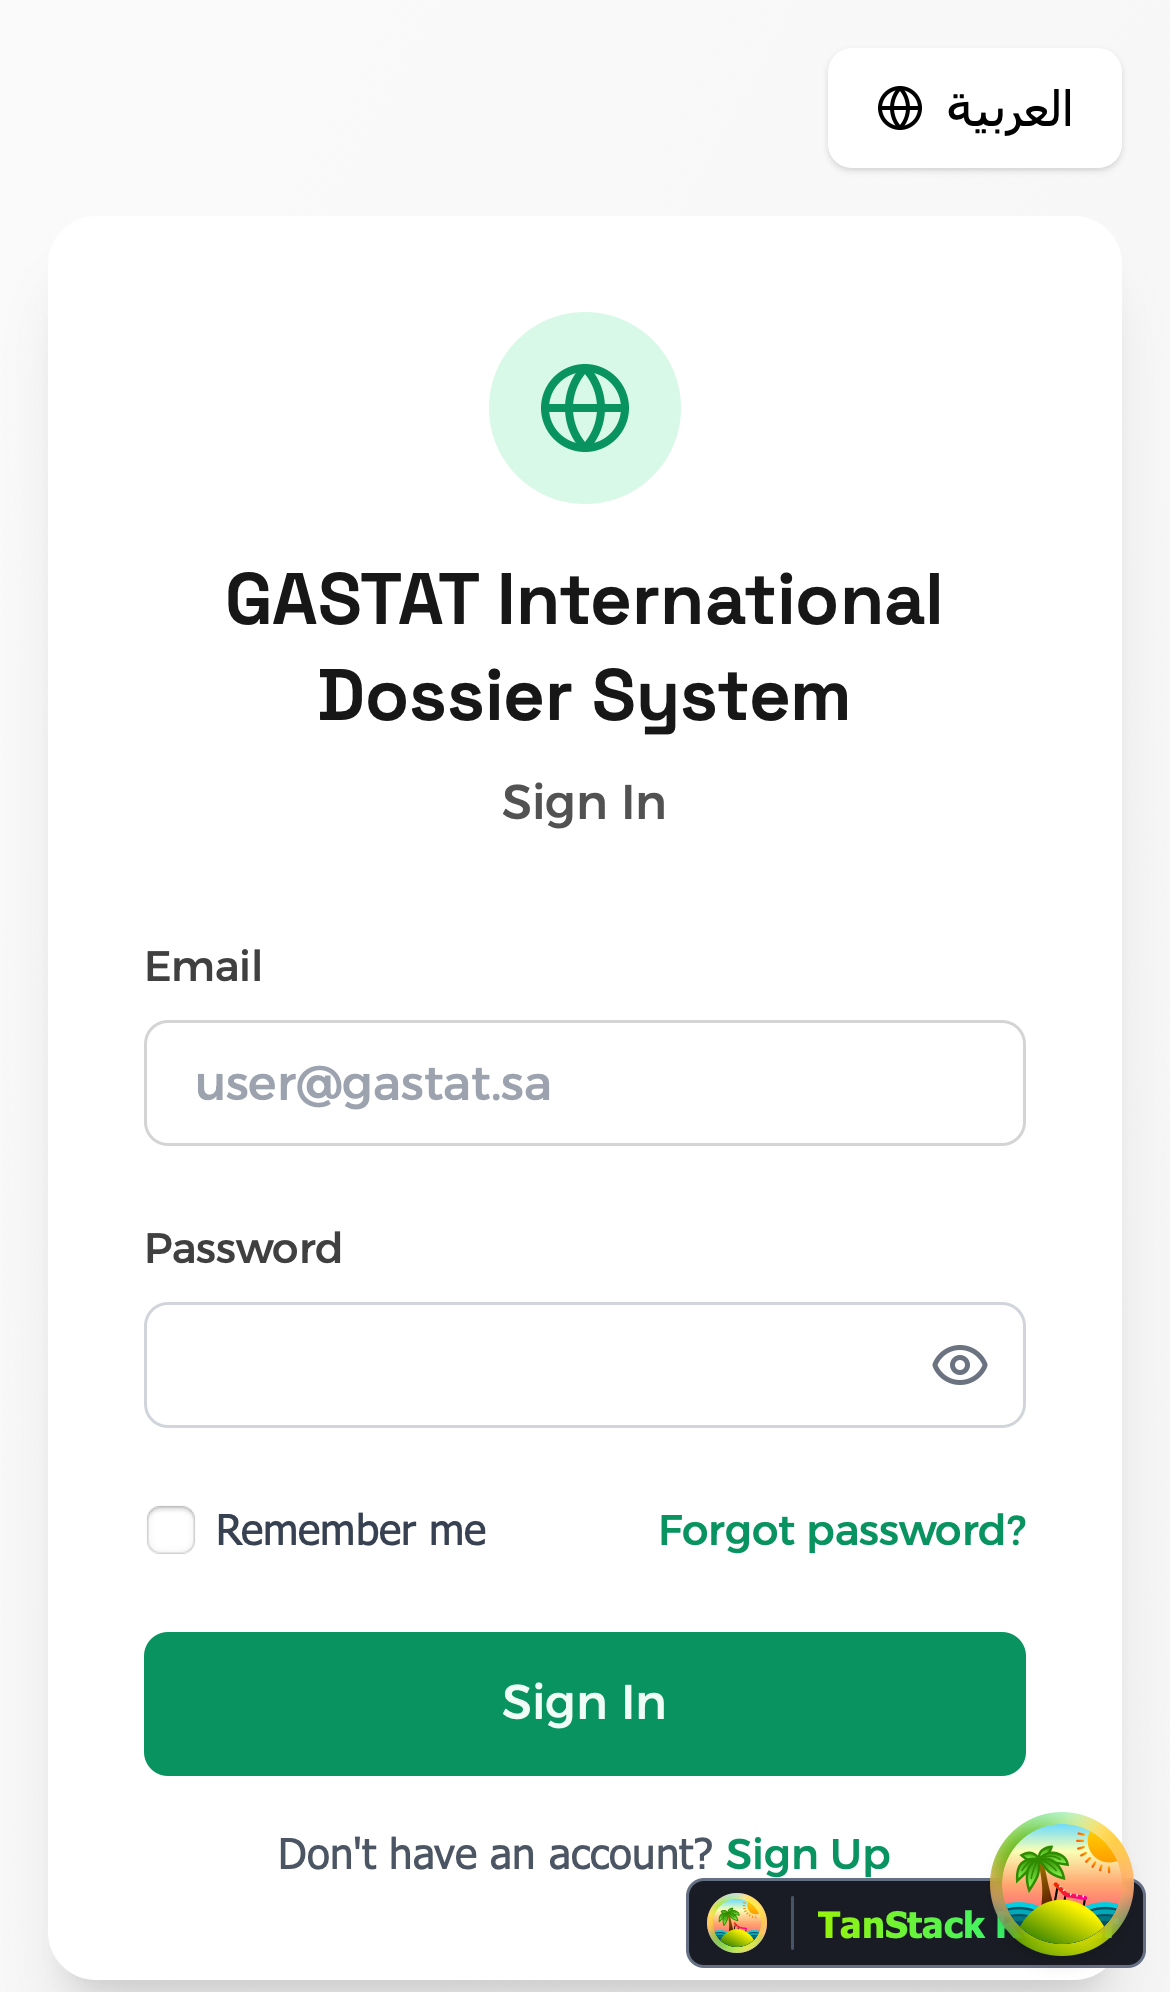 العربية
GASTAT International
Dossier System
Sign In
Email
user@gastat.sa
Password
Remember me
Forgot password?
Sign In
Don't have an account? Sign Up
TanStack